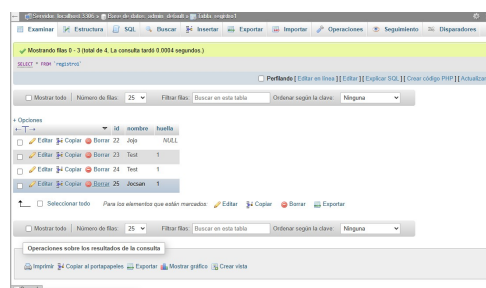 Servidor: localhost:3306 » Base de datos: admin_default » Tabla: registros
Examinar Estructura SQL Buscar Insertar Exportar Importar Operaciones Seguimiento Disparadores
Mostrando filas 0 - 3 (total de 4, La consulta tardó 0.0004 segundos.)
SELECT * FROM `registros`
Perfilando [ Editar en línea ] [ Editar ] [ Explicar SQL ] [ Crear código PHP ] [ Actualizar
Mostrar todo Número de filas: 25 Filtrar filas: Buscar en esta tabla Ordenar según la clave: Ninguna
+ Opciones
←T→ id nombre huella
Editar Copiar Borrar 22 Jojo NULL
Editar Copiar Borrar 23 Test 1
Editar Copiar Borrar 24 Test 1
Editar Copiar Borrar 25 Jocsan 1
Seleccionar todo Para los elementos que están marcados: Editar Copiar Borrar Exportar
Mostrar todo Número de filas: 25 Filtrar filas: Buscar en esta tabla Ordenar según la clave: Ninguna
Operaciones sobre los resultados de la consulta
Imprimir Copiar al portapapeles Exportar Mostrar gráfico Crear vista